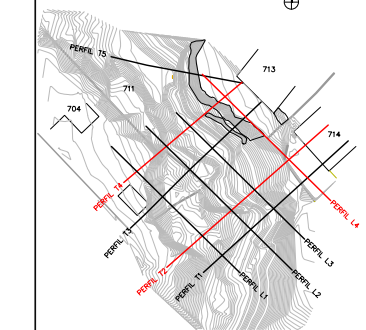 PERFIL T5
713
711
704
714
PERFIL T4
PERFIL L4
PERFIL T3
PERFIL L3
PERFIL T2
PERFIL T1
PERFIL L1
PERFIL L2